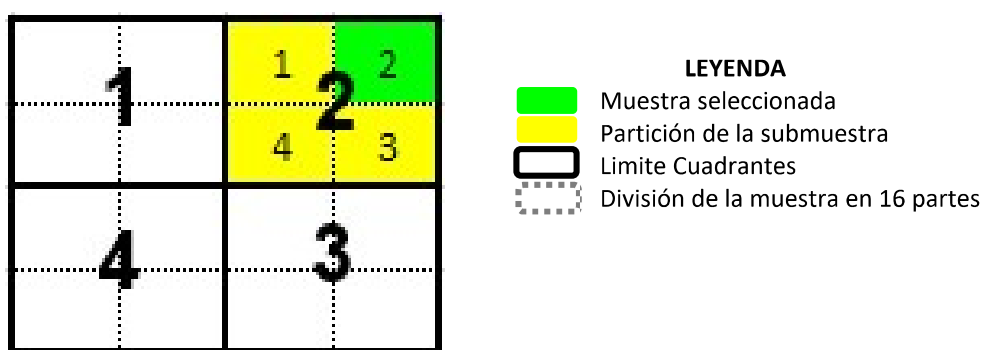 1
2
1 2
4 3
4
3
LEYENDA
Muestra seleccionada
Partición de la submuestra
Limite Cuadrantes
División de la muestra en 16 partes